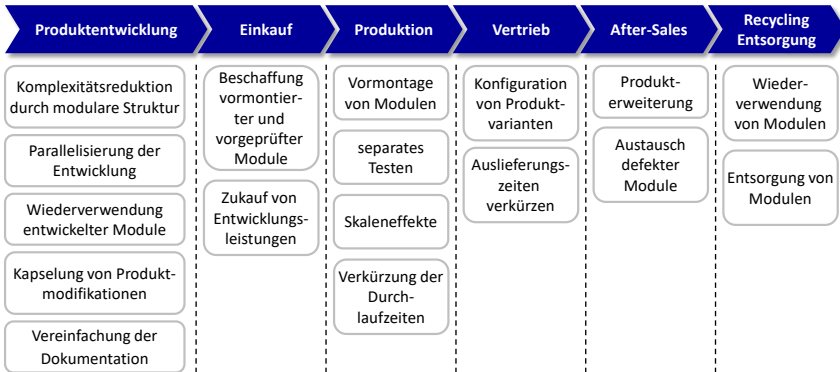 Produktentwicklung
Einkauf
Produktion
Vertrieb
After-Sales
Recycling
Entsorgung
Komplexitätsreduktion
durch modulare Struktur
Parallelisierung der
Entwicklung
Wiederverwendung
entwickelter Module
Kapselung von Produkt-
modifikationen
Vereinfachung der
Dokumentation
Beschaffung
vormontier-
ter und
vorgeprüfter
Module
Zukauf von
Entwicklungs-
leistungen
Vormontage
von Modulen
separates
Testen
Skaleneffekte
Verkürzung der
Durch-
laufzeiten
Konfiguration
von Produkt-
varianten
Auslieferungs-
zeiten
verkürzen
Produkt-
erweiterung
Austausch
defekter
Module
Wieder-
verwendung
von Modulen
Entsorgung von
Modulen